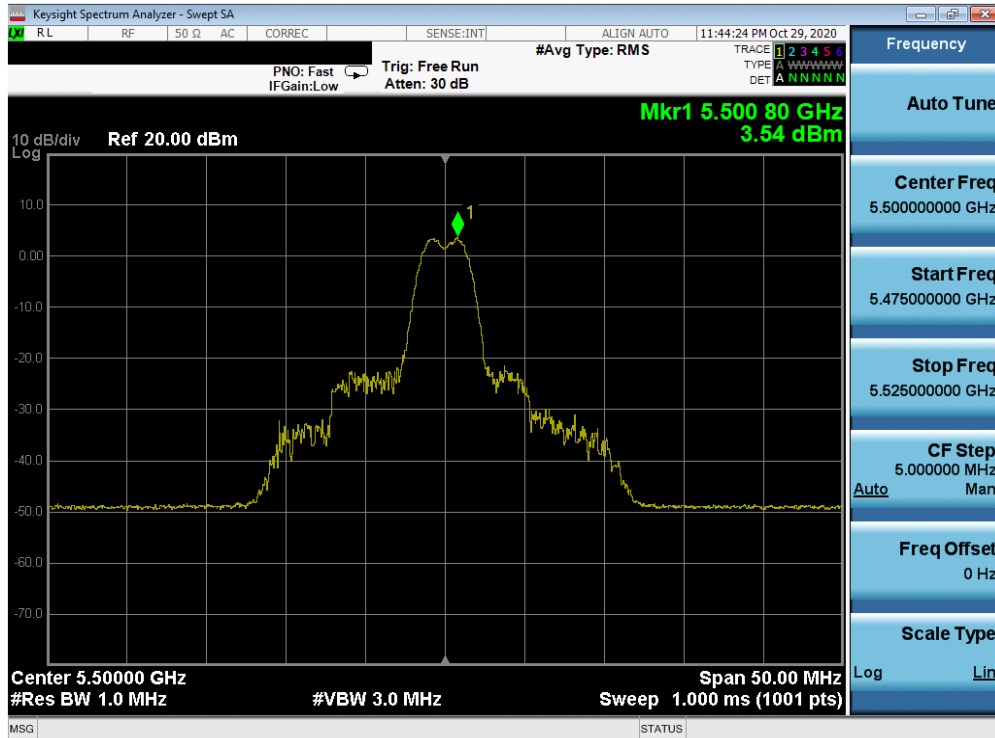 Keysight Spectrum Analyzer - Swept SA
LXI RL RF 50 Ω AC CORREC SENSE:INT ALIGN AUTO 11:44:24 PM Oct 29, 2020
#Avg Type: RMS TRACE 1 2 3 4 5 6
PNO: Fast Trig: Free Run TYPE A WWWWW
IFGain:Low Atten: 30 dB DET A N N N N N
Mkr1 5.500 80 GHz
3.54 dBm
10 dB/div Ref 20.00 dBm
Log
1
10.0
0.00
-10.0
-20.0
-30.0
-40.0
-50.0
-60.0
-70.0
Center 5.50000 GHz Span 50.00 MHz
#Res BW 1.0 MHz #VBW 3.0 MHz Sweep 1.000 ms (1001 pts)
MSG STATUS
Frequency
Auto Tune
Center Freq
5.500000000 GHz
Start Freq
5.475000000 GHz
Stop Freq
5.525000000 GHz
CF Step
5.000000 MHz
Auto Man
Freq Offset
0 Hz
Scale Type
Log Lin